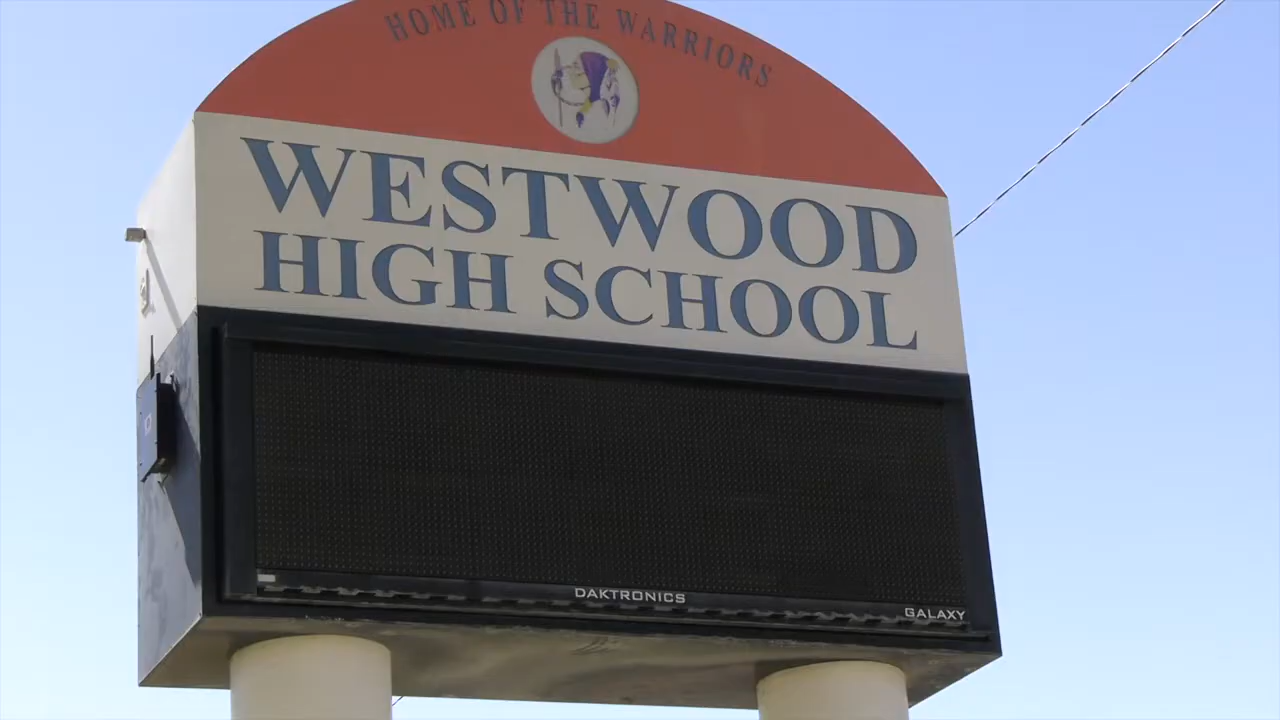 HOME OF THE WARRIORS
WESTWOOD
HIGH SCHOOL
DAKTRONICS
GALAXY